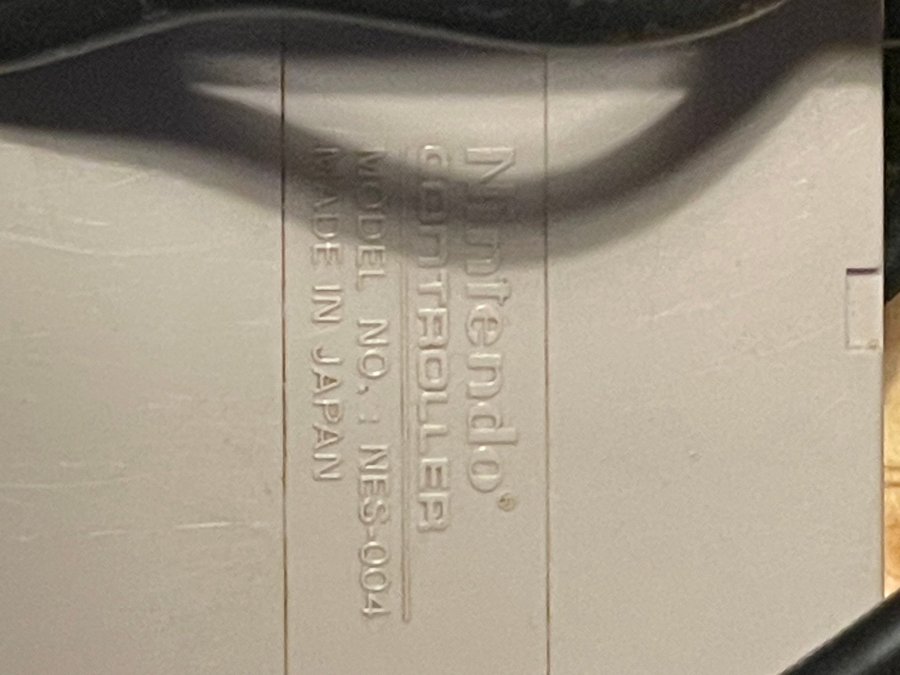 Nintendo®
CONTROLLER
MODEL NO. : NES-004
MADE IN JAPAN